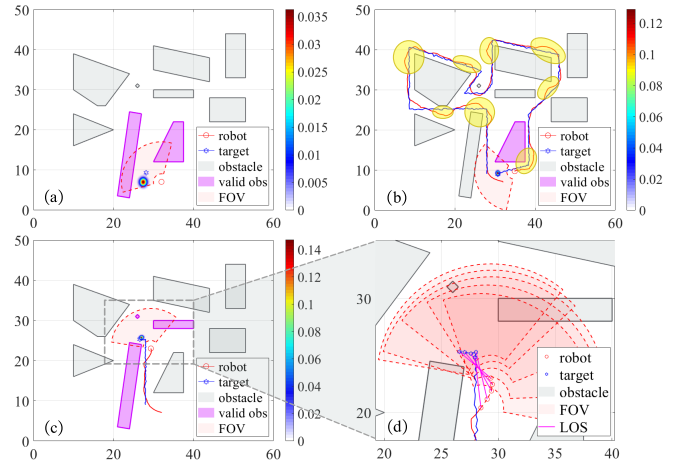 50
40
30
20
10
0
0
20
40
60
0.035
0.03
0.025
0.02
0.015
0.01
0.005
0
robot
target
obstacle
valid obs
FOV
(a)
50
40
30
20
10
0
0
20
40
60
0.12
0.1
0.08
0.06
0.04
0.02
0
robot
target
obstacle
valid obs
FOV
(b)
50
40
30
20
10
0
0
20
40
60
0.14
0.12
0.1
0.08
0.06
0.04
0.02
0
robot
target
obstacle
valid obs
FOV
(c)
30
20
20
25
30
35
40
robot
target
obstacle
FOV
LOS
(d)